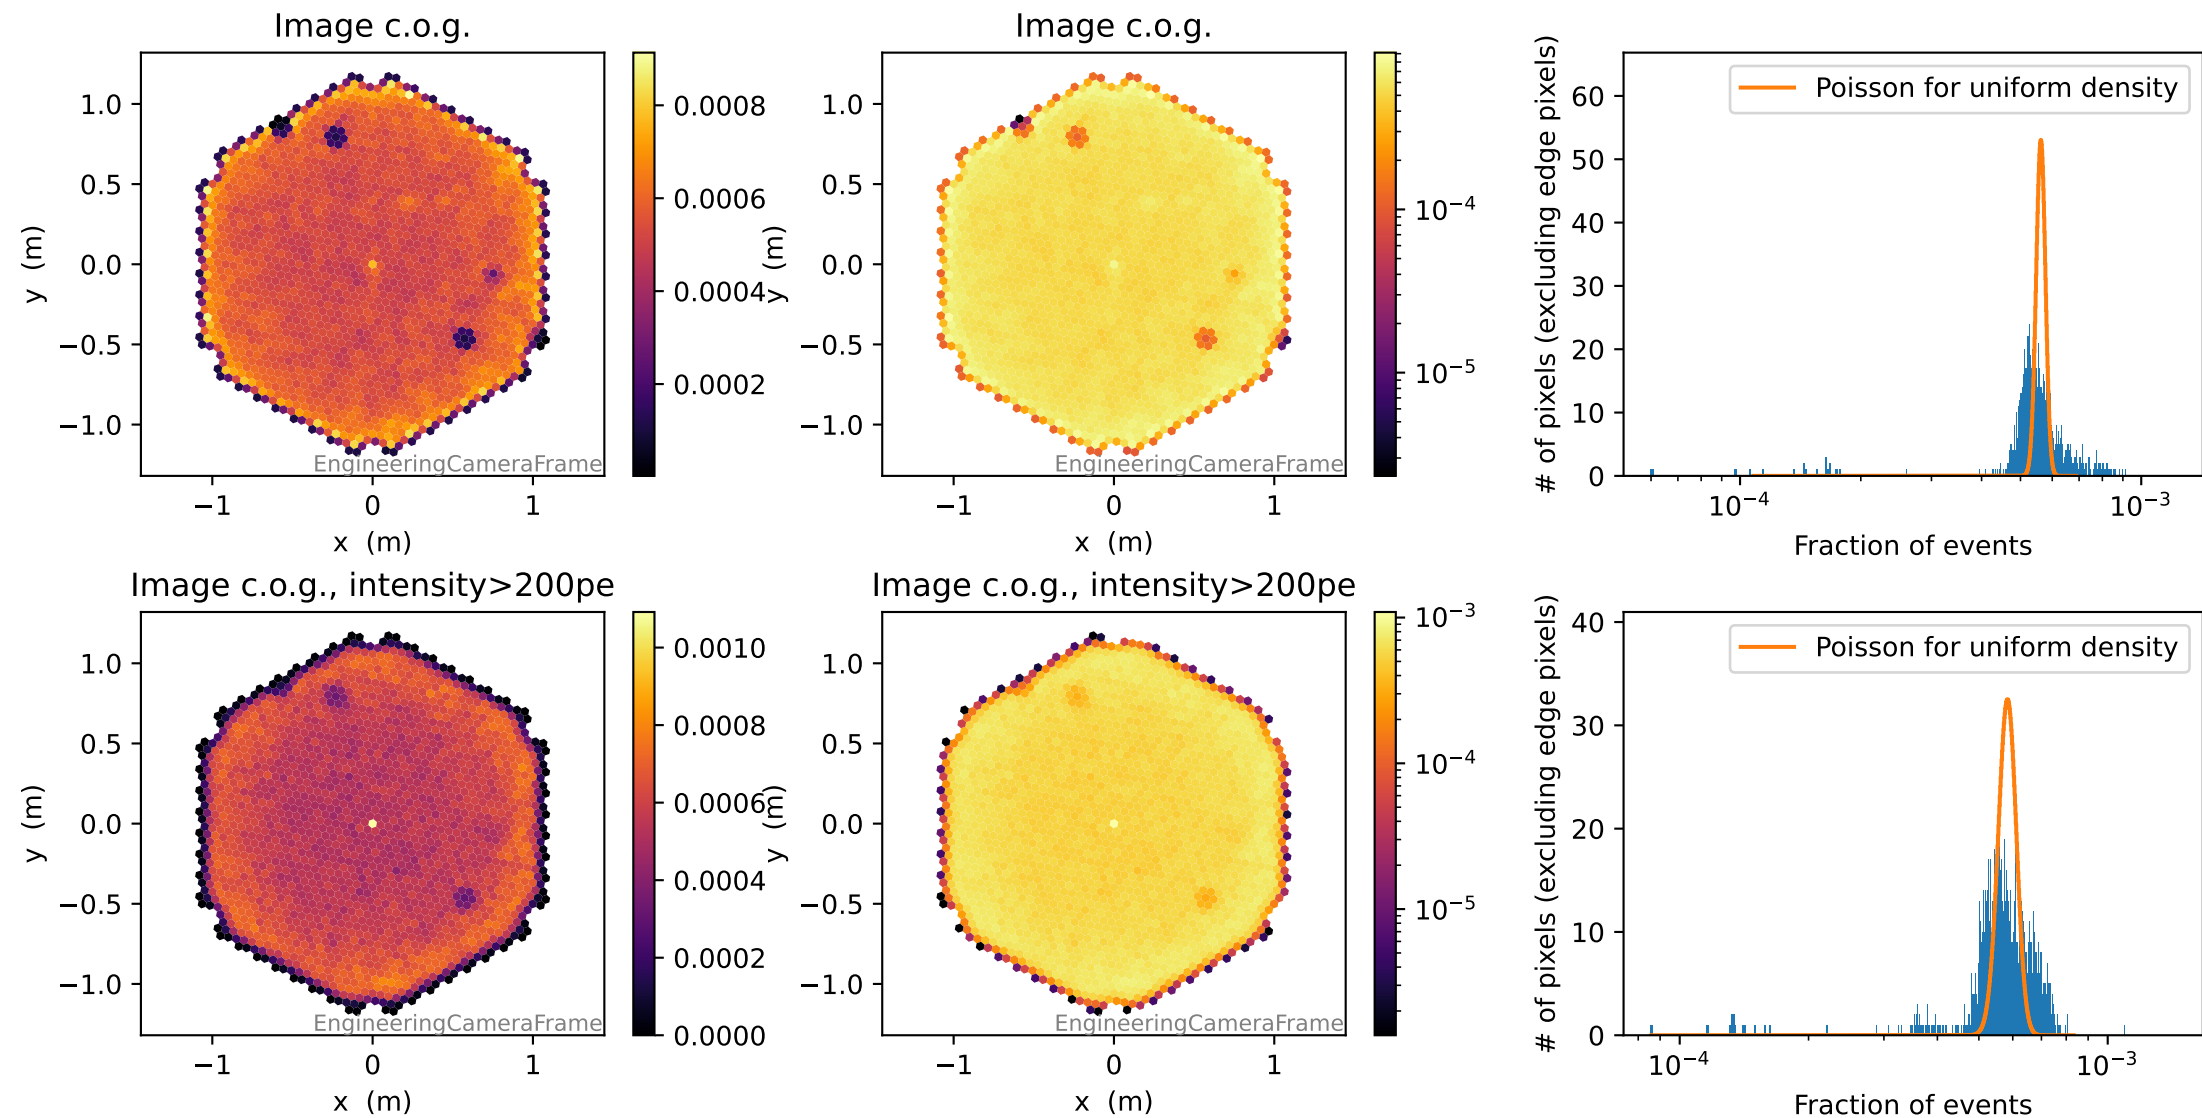 Image c.o.g.
1.0
0.5
0.0
−0.5
−1.0
y (m)
−1
0
1
x (m)
EngineeringCameraFrame
0.0008
0.0006
0.0004
0.0002
Image c.o.g.
1.0
0.5
0.0
−0.5
−1.0
y (m)
−1
0
1
x (m)
EngineeringCameraFrame
10⁻⁴
10⁻⁵
Poisson for uniform density
60
50
40
30
20
10
0
# of pixels (excluding edge pixels)
10⁻⁴
10⁻³
Fraction of events
Image c.o.g., intensity>200pe
1.0
0.5
0.0
−0.5
−1.0
y (m)
−1
0
1
x (m)
EngineeringCameraFrame
0.0010
0.0008
0.0006
0.0004
0.0002
0.0000
Image c.o.g., intensity>200pe
1.0
0.5
0.0
−0.5
−1.0
y (m)
−1
0
1
x (m)
EngineeringCameraFrame
10⁻³
10⁻⁴
10⁻⁵
Poisson for uniform density
40
30
20
10
0
# of pixels (excluding edge pixels)
10⁻⁴
10⁻³
Fraction of events